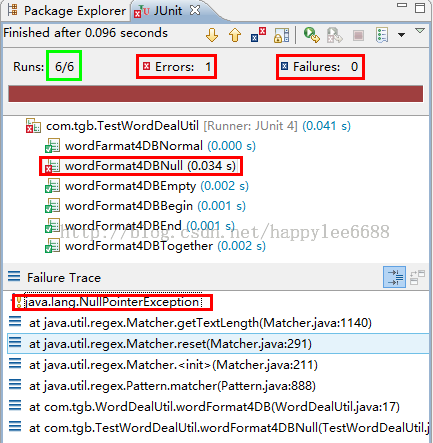 Package Explorer JUnit
Finished after 0.096 seconds
Runs: 6/6 Errors: 1 Failures: 0
com.tgb.TestWordDealUtil [Runner: JUnit 4] (0.041 s)
wordFarmat4DBNormal (0.000 s)
wordFormat4DBNull (0.034 s)
wordFormat4DBEmpty (0.002 s)
wordFormat4DBBegin (0.001 s)
wordFormat4DBEnd (0.001 s)
wordFormat4DBTogether (0.002 s)
http://blog.csdn.net/happylee6688
Failure Trace
java.lang.NullPointerException
at java.util.regex.Matcher.getTextLength(Matcher.java:1140)
at java.util.regex.Matcher.reset(Matcher.java:291)
at java.util.regex.Matcher.<init>(Matcher.java:211)
at java.util.regex.Pattern.matcher(Pattern.java:888)
at com.tgb.WordDealUtil.wordFormat4DB(WordDealUtil.java:17)
at com.tgb.TestWordDealUtil.wordFormat4DBNull(TestWordDealUtil.j